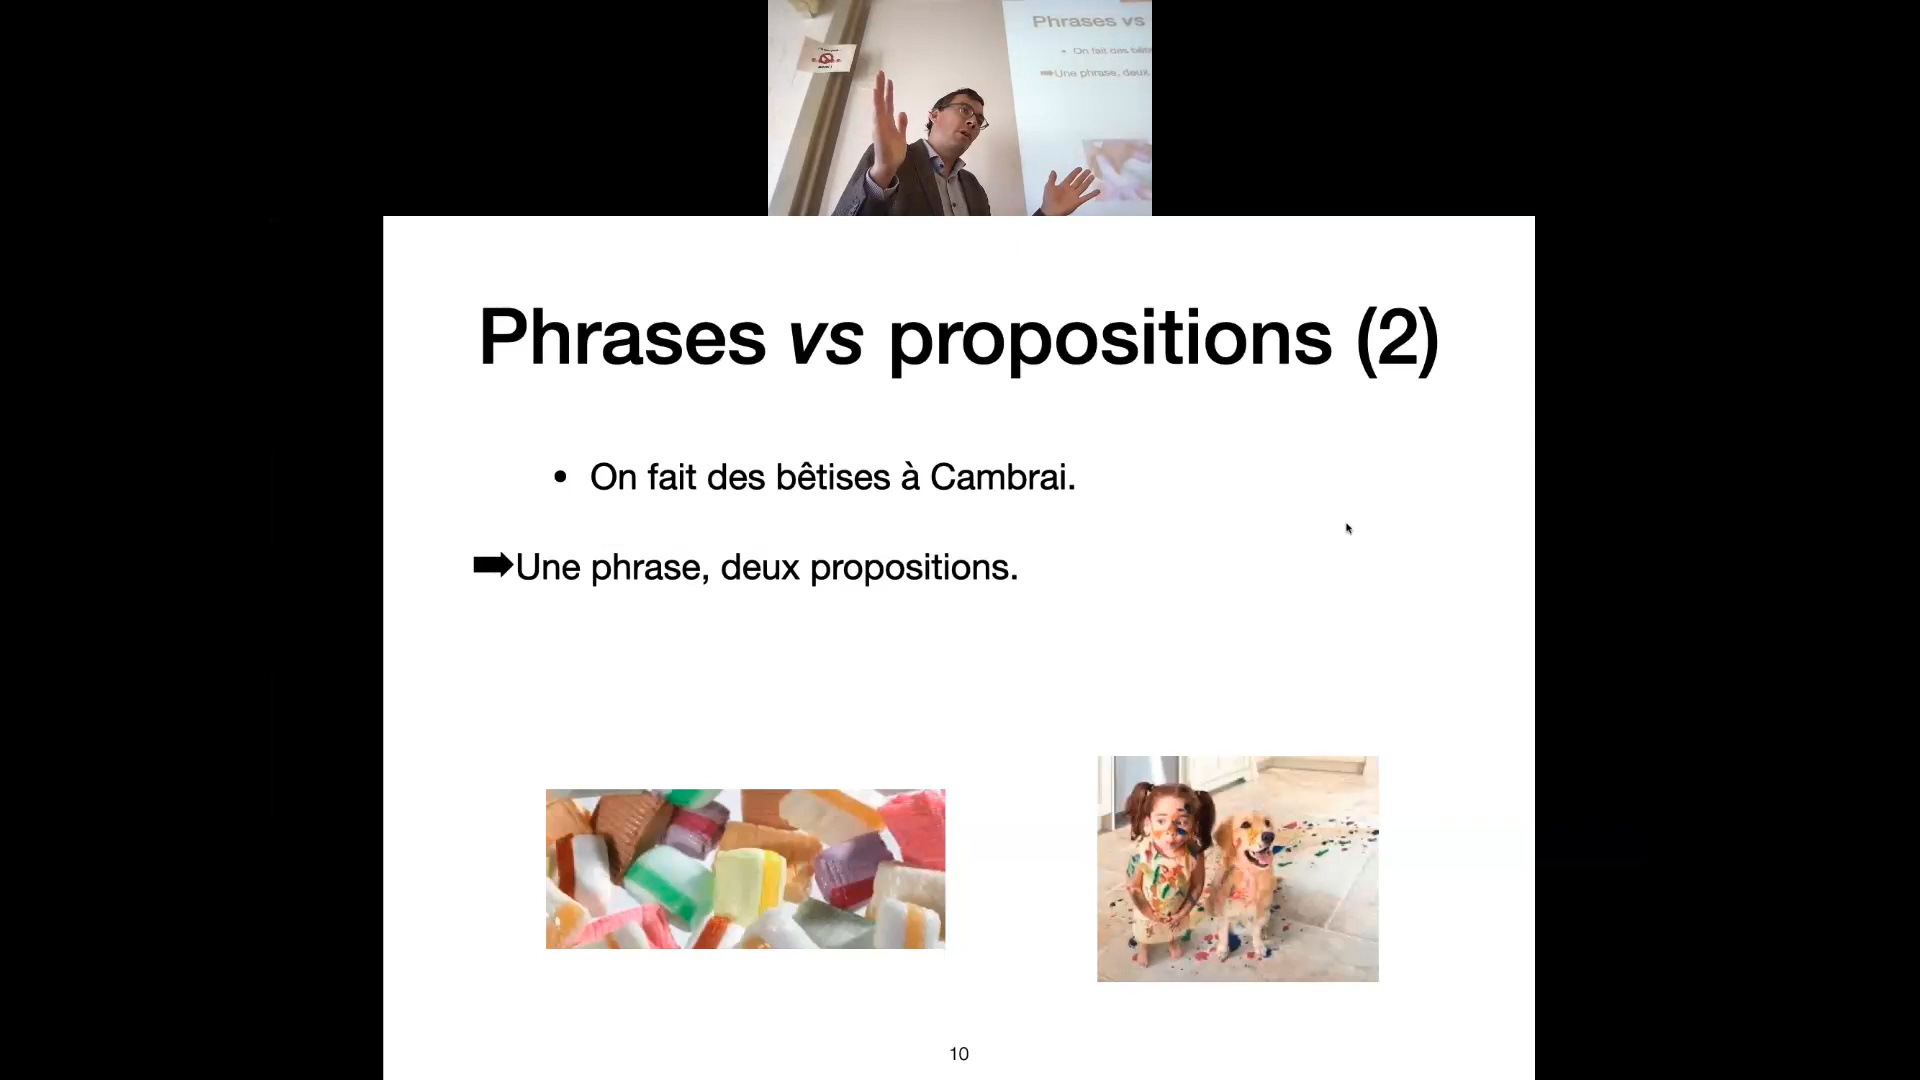 Phrases vs
• On fait des bêti
➡Une phrase, deux
Phrases vs propositions (2)
• On fait des bêtises à Cambrai.
➡Une phrase, deux propositions.
10